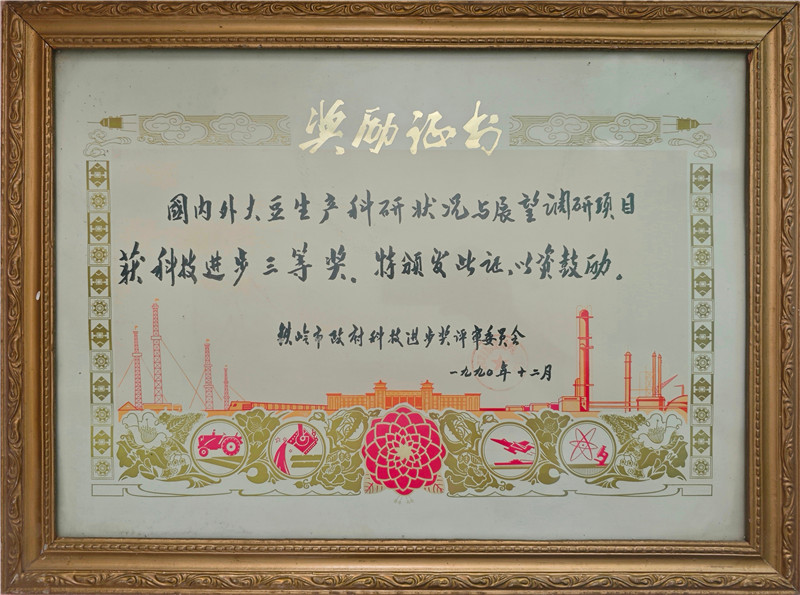 奖励证书
國内外大豆生产科研状况与展望调研项目
获科技进步三等奖。特颁发此证,以资鼓励。
铁岭市政府科技进步奖评审委员会
一九九〇年十二月